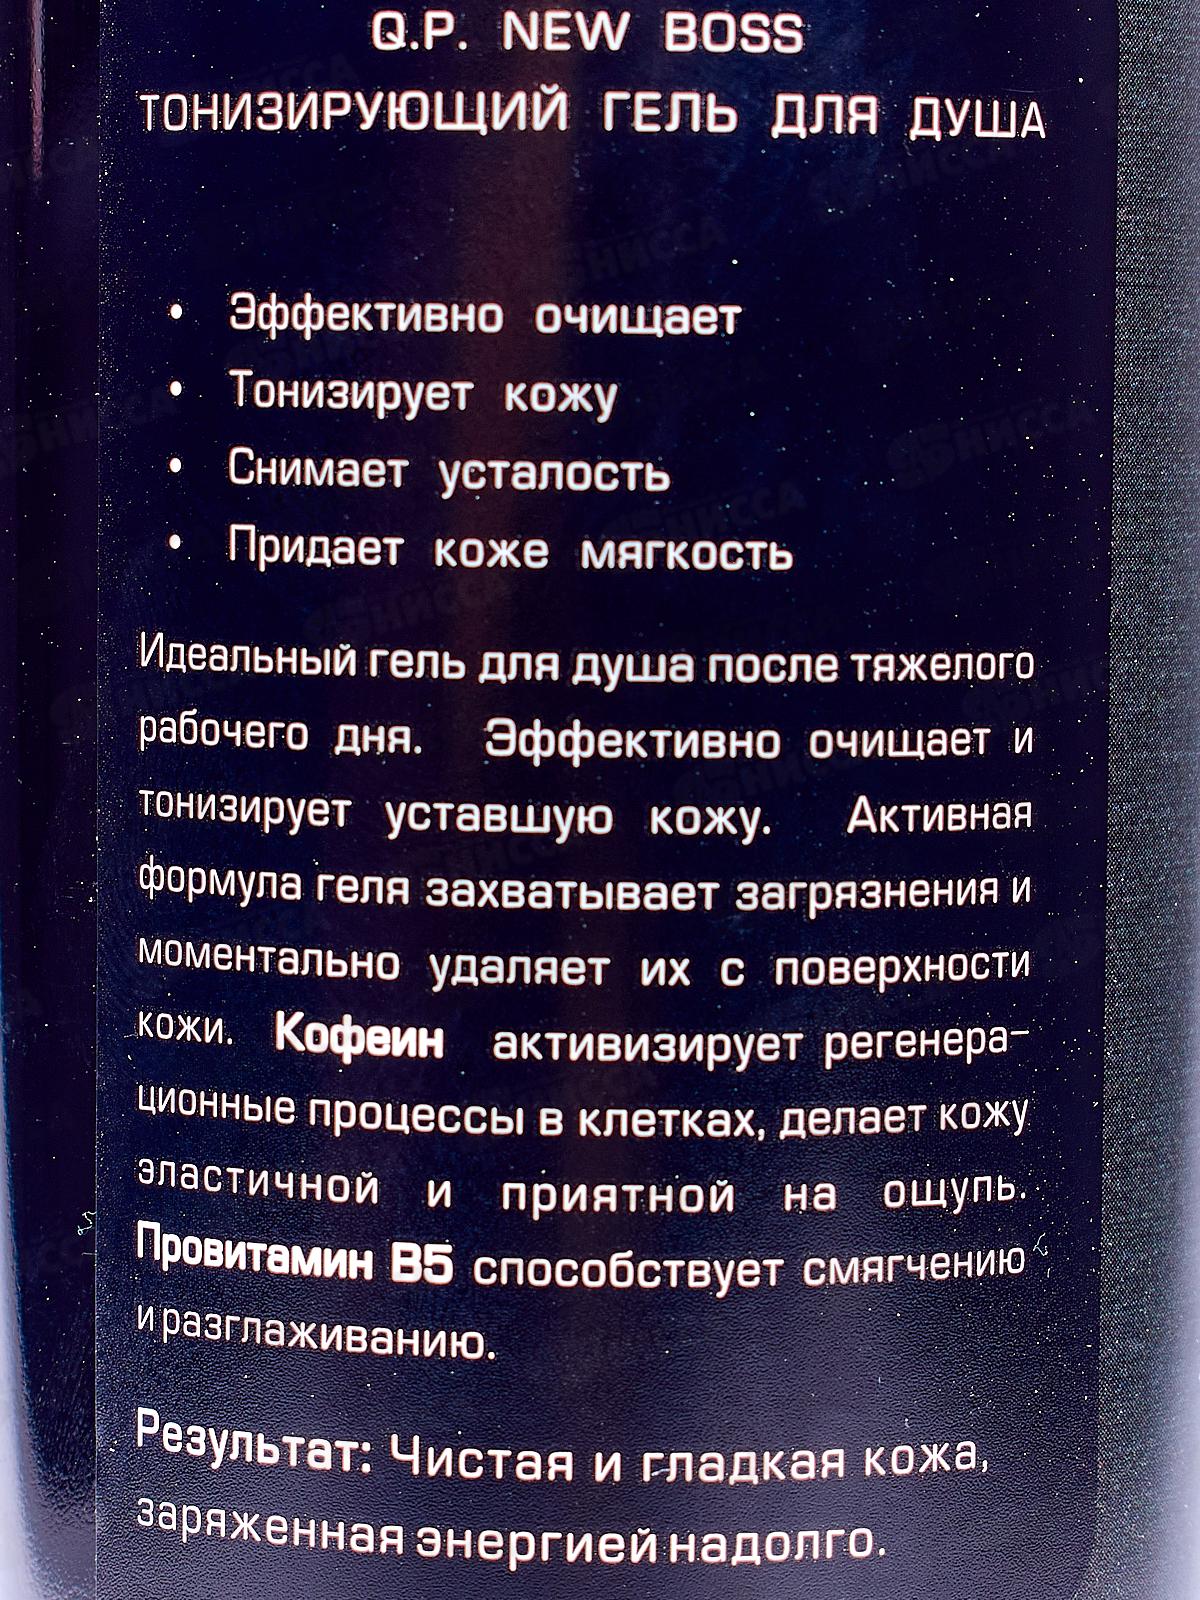 Q.P. NEW BOSS
ТОНИЗИРУЮЩИЙ ГЕЛЬ ДЛЯ ДУША
• Эффективно очищает
• Тонизирует кожу
• Снимает усталость
• Придает коже мягкость
Идеальный гель для душа после тяжелого
рабочего дня. Эффективно очищает и
тонизирует уставшую кожу. Активная
формула геля захватывает загрязнения и
моментально удаляет их с поверхности
кожи. Кофеин активизирует регенера-
ционные процессы в клетках, делает кожу
эластичной и приятной на ощупь.
Провитамин B5 способствует смягчению
и разглаживанию.
Результат: Чистая и гладкая кожа,
заряженная энергией надолго.